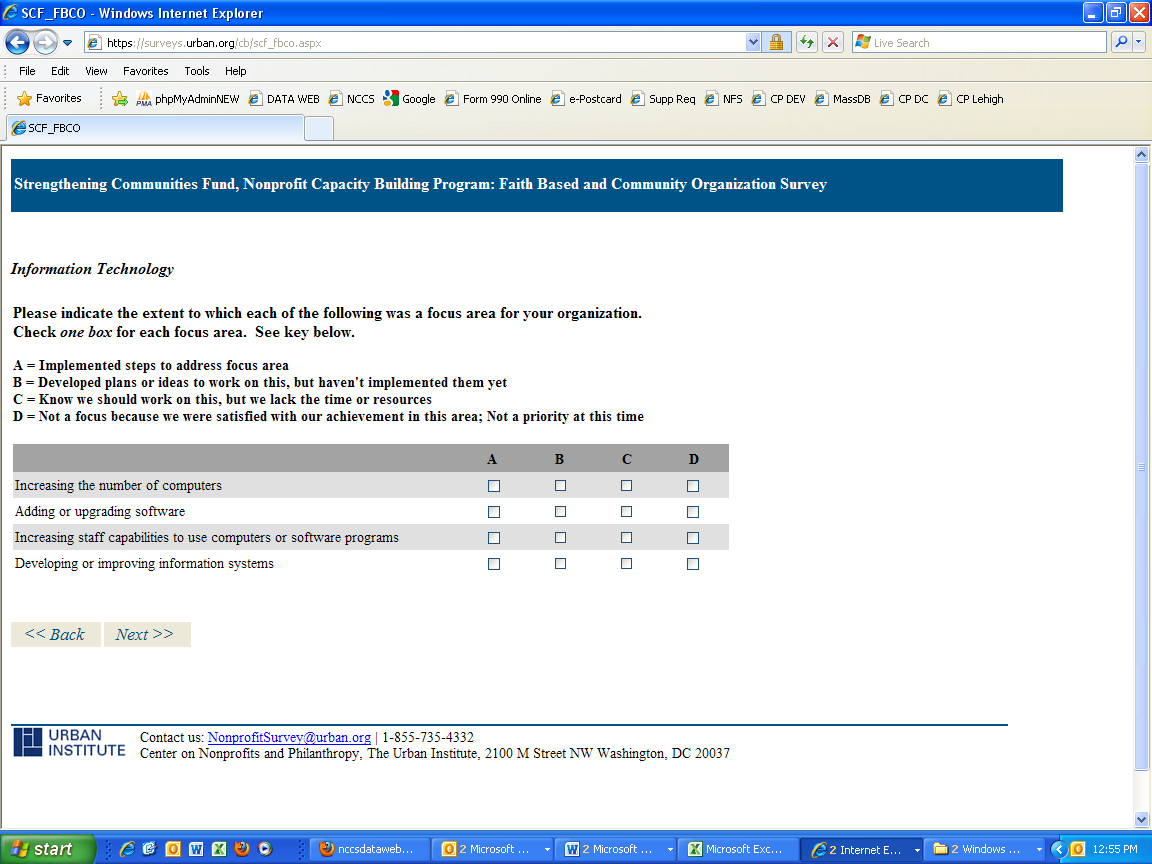 SCF_FBCO - Windows Internet Explorer
https://surveys.urban.org/cb/scf_fbco.aspx
Live Search
File Edit View Favorites Tools Help
Favorites phpMyAdminNEW DATA WEB NCCS Google Form 990 Online e-Postcard Supp Req NFS CP DEV MassDB CP DC CP Lehigh
SCF_FBCO
Strengthening Communities Fund, Nonprofit Capacity Building Program: Faith Based and Community Organization Survey
Information Technology
Please indicate the extent to which each of the following was a focus area for your organization.
Check one box for each focus area. See key below.
A = Implemented steps to address focus area
B = Developed plans or ideas to work on this, but haven't implemented them yet
C = Know we should work on this, but we lack the time or resources
D = Not a focus because we were satisfied with our achievement in this area; Not a priority at this time
A B C D
Increasing the number of computers
Adding or upgrading software
Increasing staff capabilities to use computers or software programs
Developing or improving information systems
<< Back Next >>
URBAN INSTITUTE
Contact us: NonprofitSurvey@urban.org | 1-855-735-4332
Center on Nonprofits and Philanthropy, The Urban Institute, 2100 M Street NW Washington, DC 20037
start nccsdataweb... 2 Microsoft ... 2 Microsoft ... Microsoft Exc... 2 Internet E... 2 Windows ... 12:55 PM